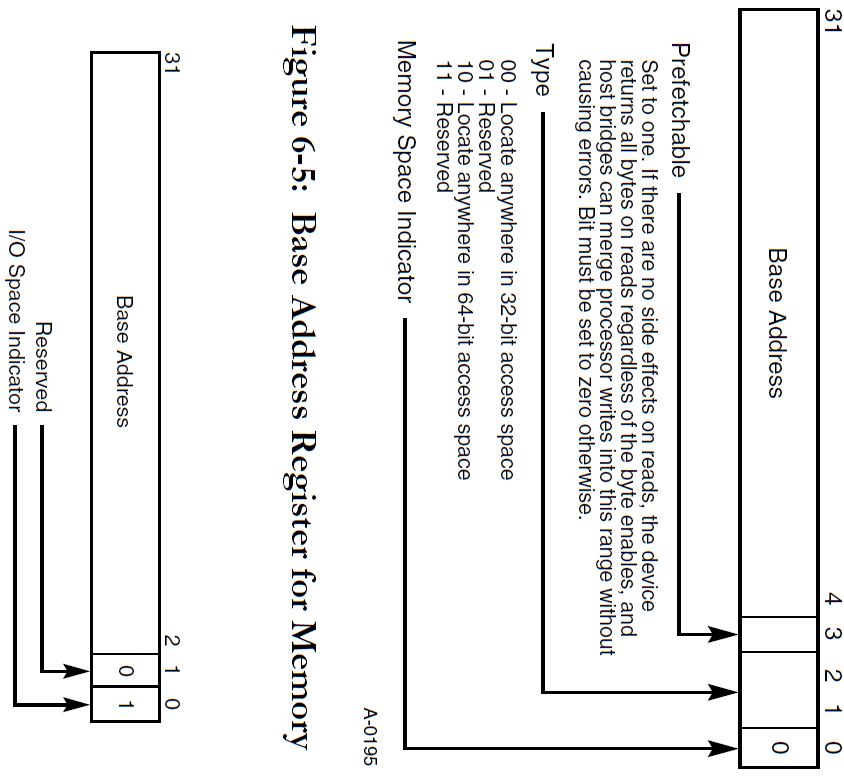 31 4 3 2 1 0
Base Address 0
Prefetchable
Set to one. If there are no side effects on reads, the device
returns all bytes on reads regardless of the byte enables, and
host bridges can merge processor writes into this range without
causing errors. Bit must be set to zero otherwise.
Type
00 - Locate anywhere in 32-bit access space
01 - Reserved
10 - Locate anywhere in 64-bit access space
11 - Reserved
Memory Space Indicator
A-0195
Figure 6-5: Base Address Register for Memory
31 2 1 0
Base Address 0 1
Reserved
I/O Space Indicator